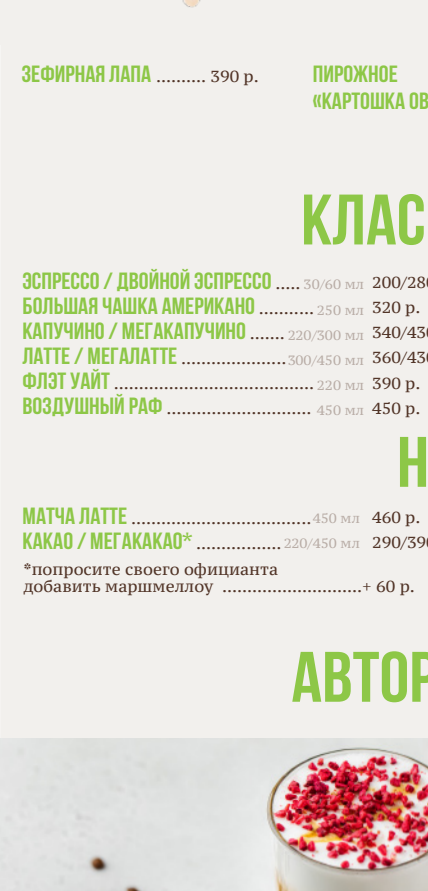 ЗЕФИРНАЯ ЛАПА .......... 390 р.
ПИРОЖНОЕ
«КАРТОШКА ОВ
КЛАС
ЭСПРЕССО / ДВОЙНОЙ ЭСПРЕССО ..... 30/60 мл 200/280
БОЛЬШАЯ ЧАШКА АМЕРИКАНО ........... 250 мл 320 р.
КАПУЧИНО / МЕГАКАПУЧИНО ....... 220/300 мл 340/430
ЛАТТЕ / МЕГАЛАТТЕ .....................300/450 мл 360/430
ФЛЭТ УАЙТ ........................................ 220 мл 390 р.
ВОЗДУШНЫЙ РАФ ............................. 450 мл 450 р.
Н
МАТЧА ЛАТТЕ ....................................450 мл 460 р.
КАКАО / МЕГАКАКАО* ................. 220/450 мл 290/390
*попросите своего официанта
добавить маршмеллоу ............................+ 60 р.
АВТОР